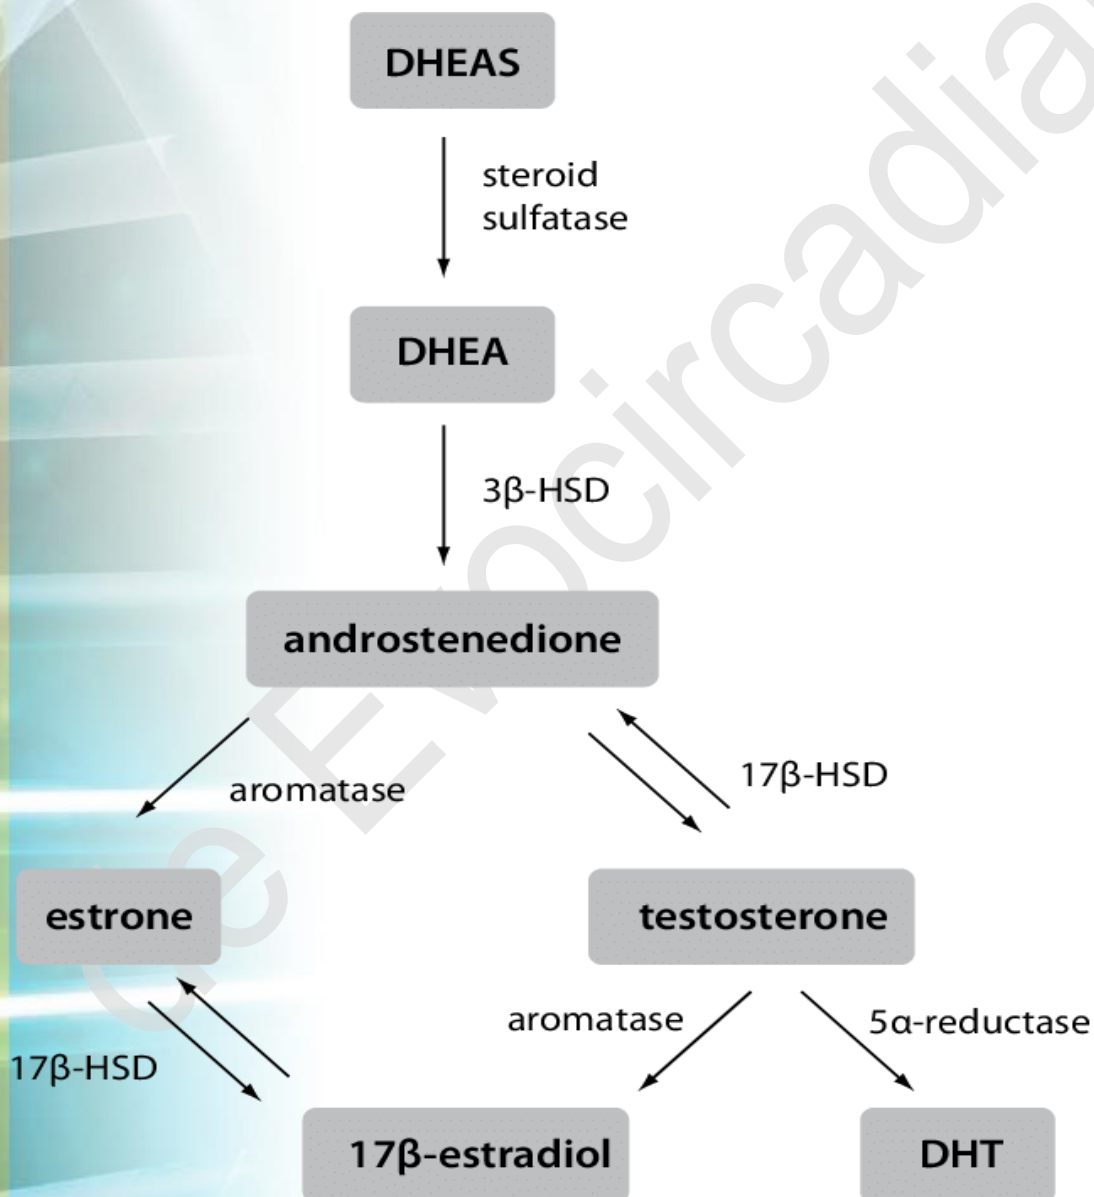 DHEAS
steroid
sulfatase
DHEA
3β-HSD
androstenedione
aromatase
17β-HSD
estrone
testosterone
aromatase
5α-reductase
17β-HSD
17β-estradiol
DHT